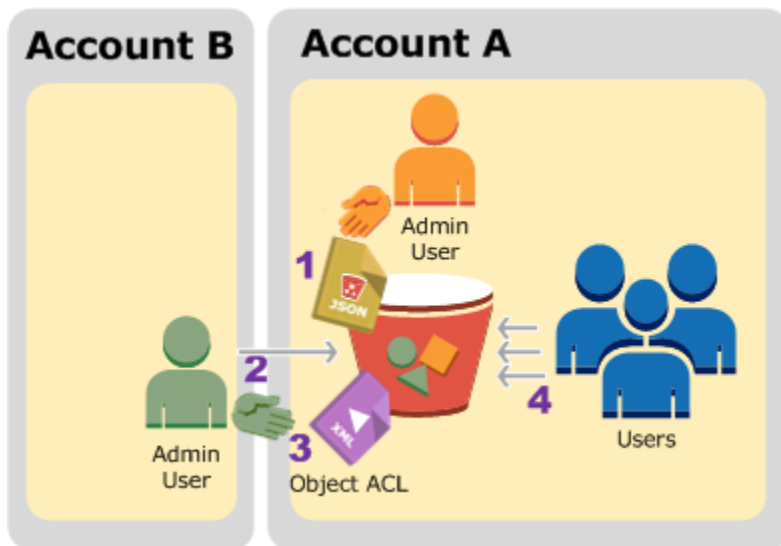 Account B
Account A
Admin
User
1
JSON
2
3
XML
4
Admin
User
Object ACL
Users